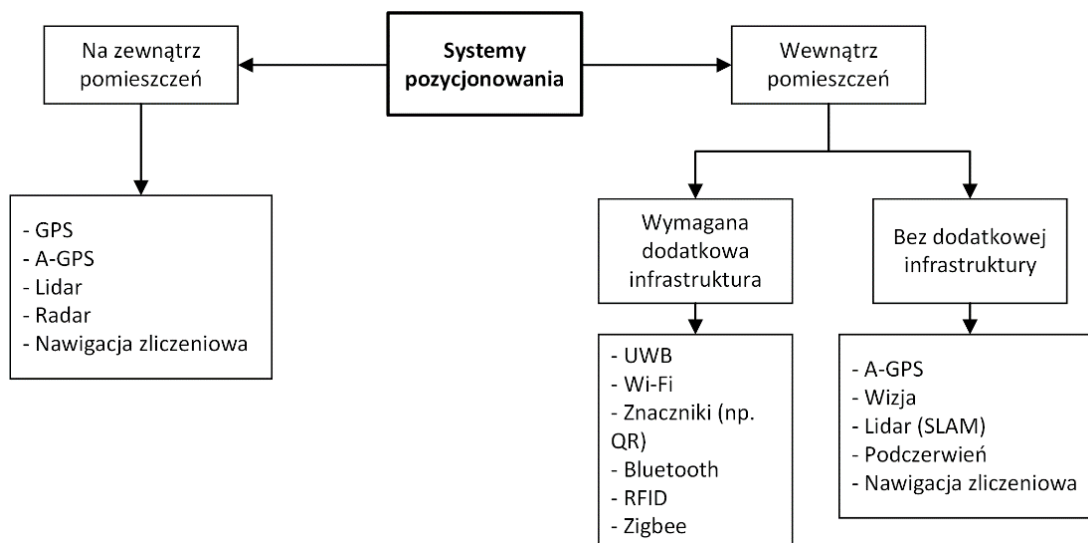 Na zewnątrz
pomieszczeń
Systemy
pozycjonowania
Wewnątrz
pomieszczeń
- GPS
- A-GPS
- Lidar
- Radar
- Nawigacja zliczeniowa
Wymagana
dodatkowa
infrastruktura
Bez dodatkowej
infrastruktury
- UWB
- Wi-Fi
- Znaczniki (np.
QR)
- Bluetooth
- RFID
- Zigbee
- A-GPS
- Wizja
- Lidar (SLAM)
- Podczerwień
- Nawigacja zliczeniowa